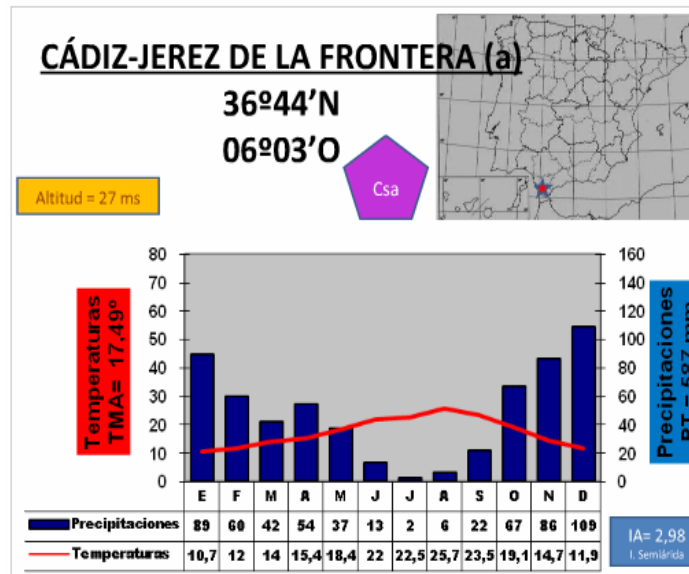 CÁDIZ-JEREZ DE LA FRONTERA (a)
36º44’N
06º03’O
Csa
Altitud = 27 ms
Temperaturas
TMA= 17,49º
80
70
60
50
40
30
20
10
0
160
140
120
100
80
60
40
20
0
Precipitaciones
PT = 587 mm
E F M A M J J A S O N D
Precipitaciones 89 60 42 54 37 13 2 6 22 67 86 109
Temperaturas 10,7 12 14 15,4 18,4 22 22,5 25,7 23,5 19,1 14,7 11,9
IA= 2,98
I. Semiárida